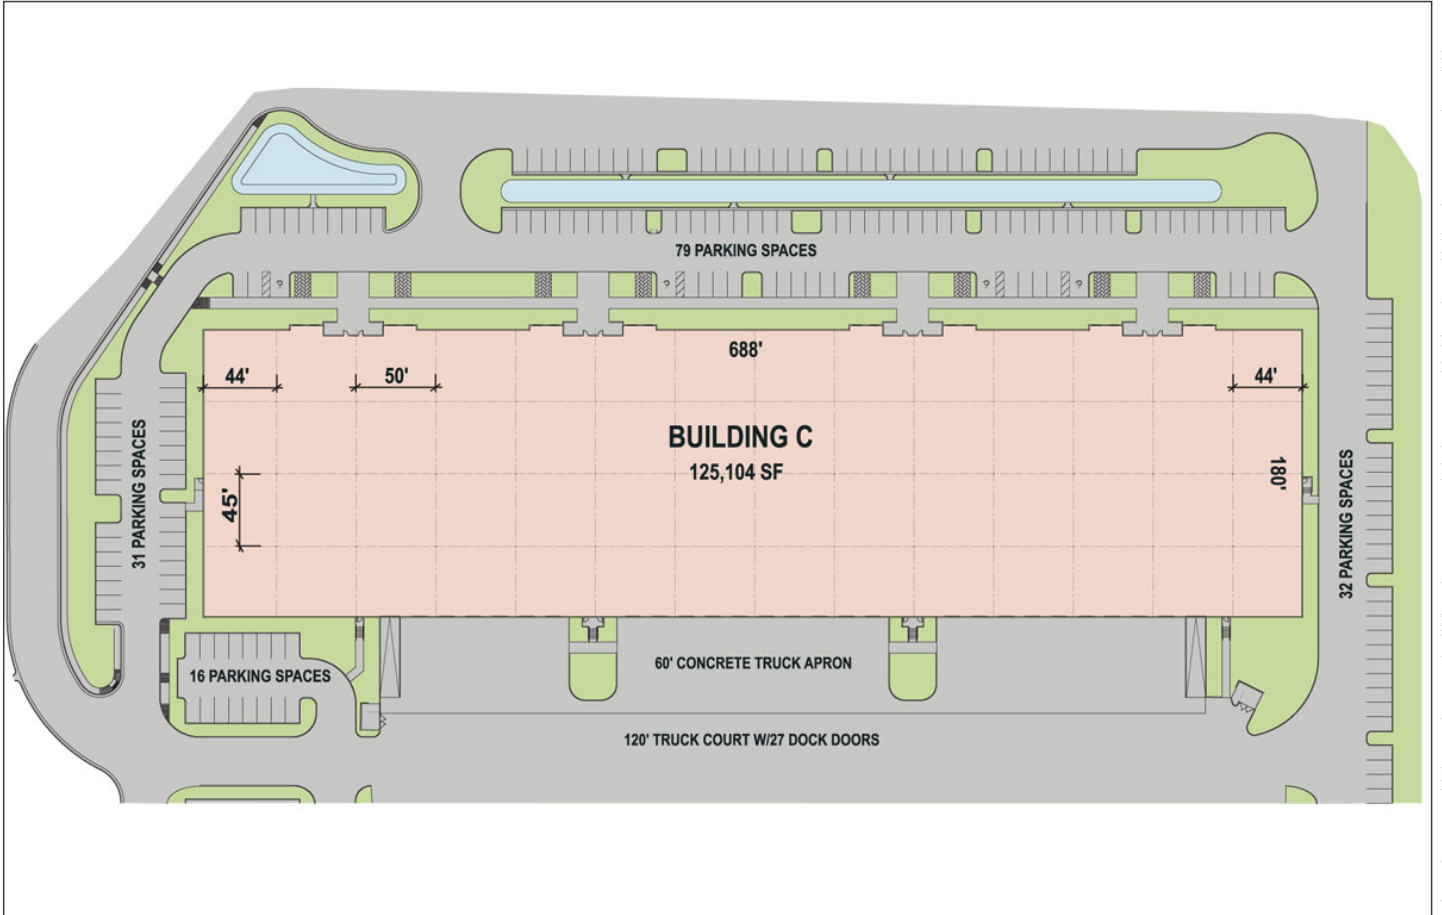 79 PARKING SPACES
?
?
?
?
688'
44'
50'
44'
BUILDING C
125,104 SF
45'
180'
31 PARKING SPACES
32 PARKING SPACES
16 PARKING SPACES
60' CONCRETE TRUCK APRON
120' TRUCK COURT W/27 DOCK DOORS